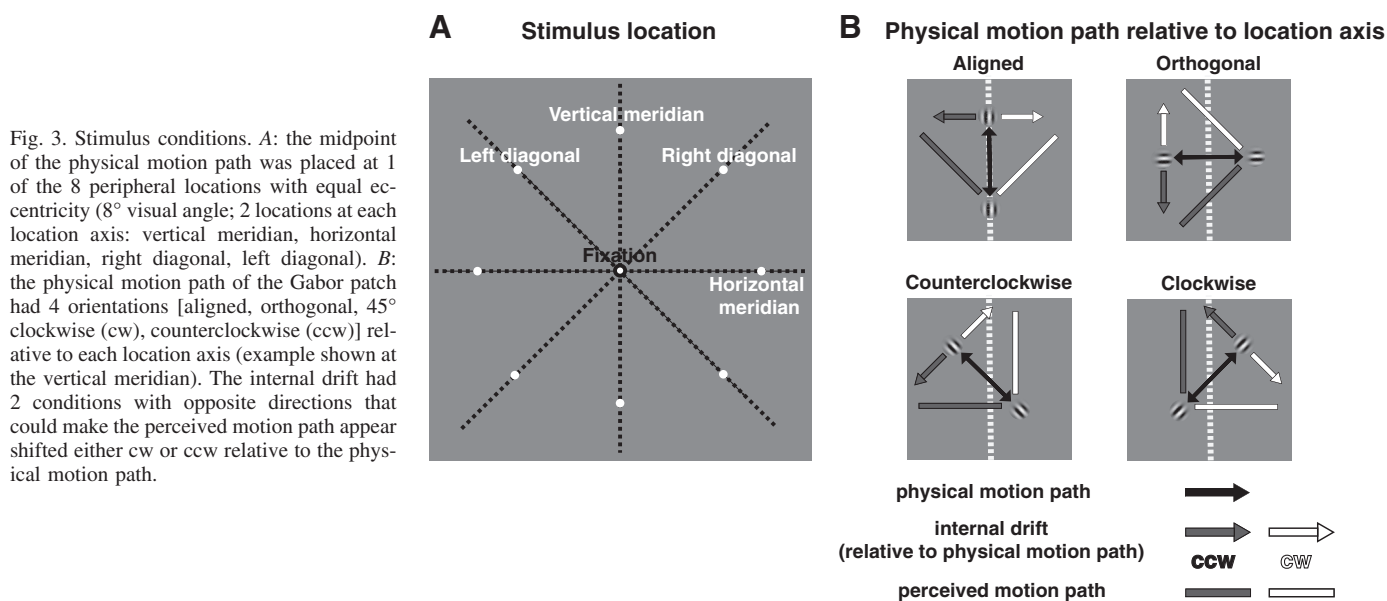 Fig. 3. Stimulus conditions. A: the midpoint
of the physical motion path was placed at 1
of the 8 peripheral locations with equal ec-
centricity (8° visual angle; 2 locations at each
location axis: vertical meridian, horizontal
meridian, right diagonal, left diagonal). B:
the physical motion path of the Gabor patch
had 4 orientations [aligned, orthogonal, 45°
clockwise (cw), counterclockwise (ccw)] rel-
ative to each location axis (example shown at
the vertical meridian). The internal drift had
2 conditions with opposite directions that
could make the perceived motion path appear
shifted either cw or ccw relative to the phys-
ical motion path.
A Stimulus location
Vertical meridian
Left diagonal Right diagonal
Fixation
Horizontal
meridian
B Physical motion path relative to location axis
Aligned Orthogonal
Counterclockwise Clockwise
physical motion path
internal drift
(relative to physical motion path)
CCW CW
perceived motion path